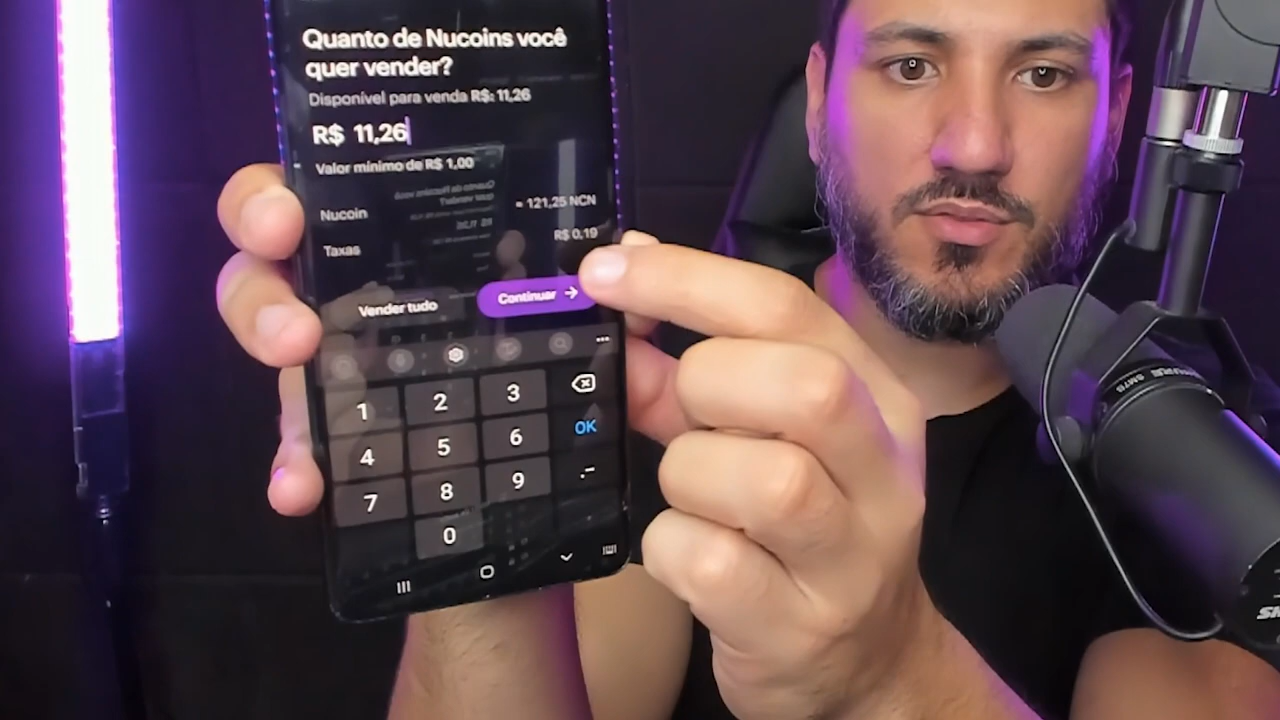 Quanto de Nucoins você
quer vender?
Disponível para venda R$: 11,26
R$ 11,26
Valor mínimo de R$ 1,00
Nucoin ≈ 121,25 NCN
Taxas R$ 0,19
Vender tudo Continuar →
1 2 3
4 5 6 OK
7 8 9 .-
0
SM7B